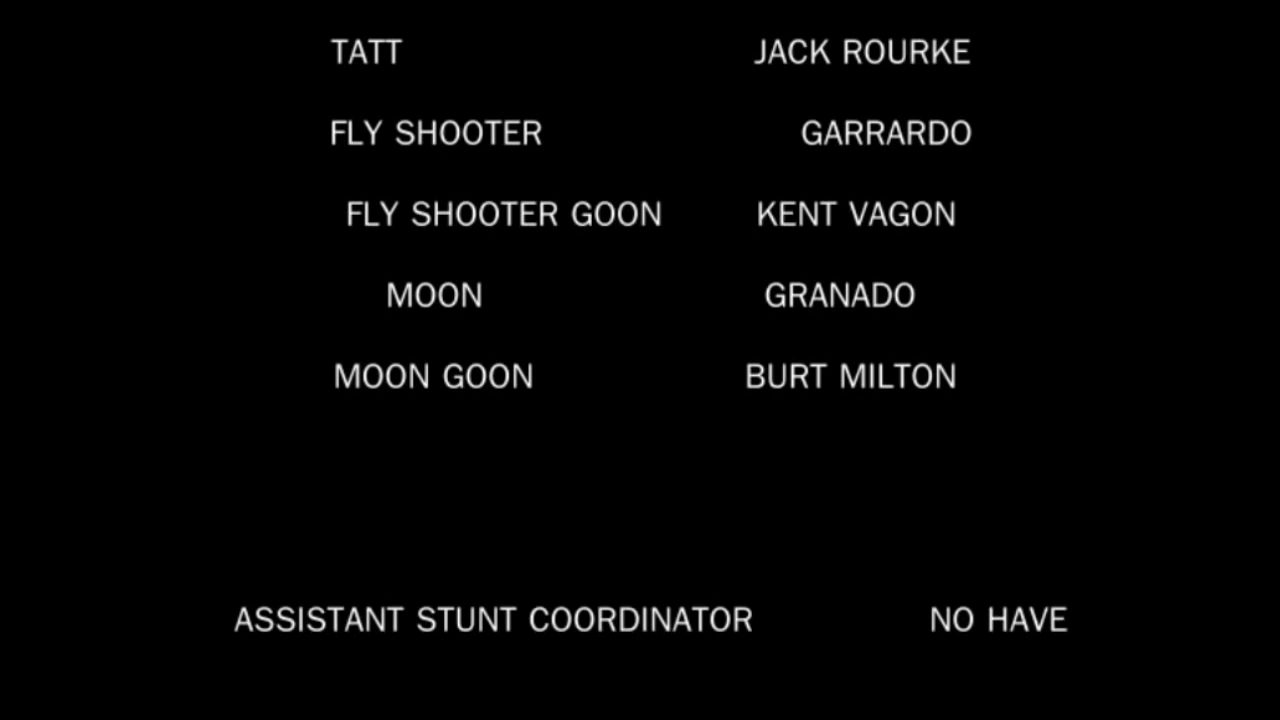 TATT JACK ROURKE
FLY SHOOTER GARRARDO
FLY SHOOTER GOON KENT VAGON
MOON GRANADO
MOON GOON BURT MILTON
ASSISTANT STUNT COORDINATOR NO HAVE